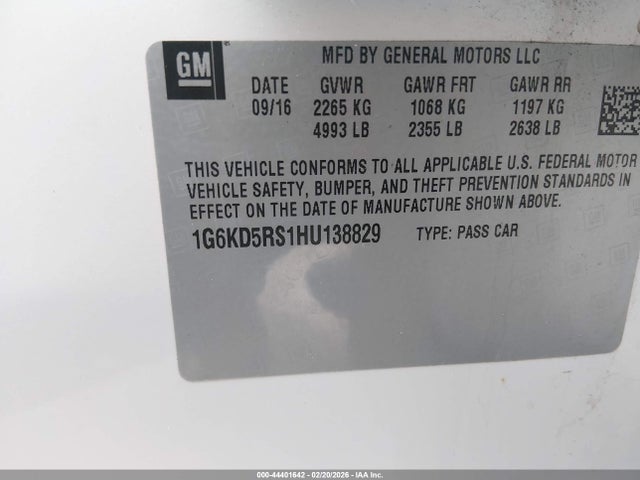 GM
MFD BY GENERAL MOTORS LLC
DATE GVWR GAWR FRT GAWR RR
09/16 2265 KG 1068 KG 1197 KG
4993 LB 2355 LB 2638 LB
THIS VEHICLE CONFORMS TO ALL APPLICABLE U.S. FEDERAL MOTOR
VEHICLE SAFETY, BUMPER, AND THEFT PREVENTION STANDARDS IN
EFFECT ON THE DATE OF MANUFACTURE SHOWN ABOVE.
1G6KD5RS1HU138829 TYPE: PASS CAR
000-44401642 - 02/20/2026 - IAAI.COM